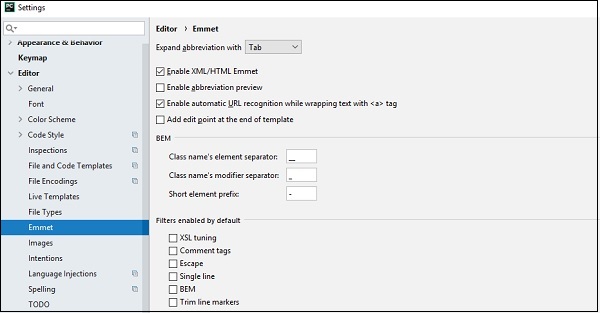 PC Settings
Appearance & Behavior
Keymap
Editor
General
Font
Color Scheme
Code Style
Inspections
File and Code Templates
File Encodings
Live Templates
File Types
Emmet
Images
Intentions
Language Injections
Spelling
TODO
Editor › Emmet
Expand abbreviation with Tab
Enable XML/HTML Emmet
Enable abbreviation preview
Enable automatic URL recognition while wrapping text with <a> tag
Add edit point at the end of template
BEM
Class name's element separator: __
Class name's modifier separator: _
Short element prefix: -
Filters enabled by default
XSL tuning
Comment tags
Escape
Single line
BEM
Trim line markers